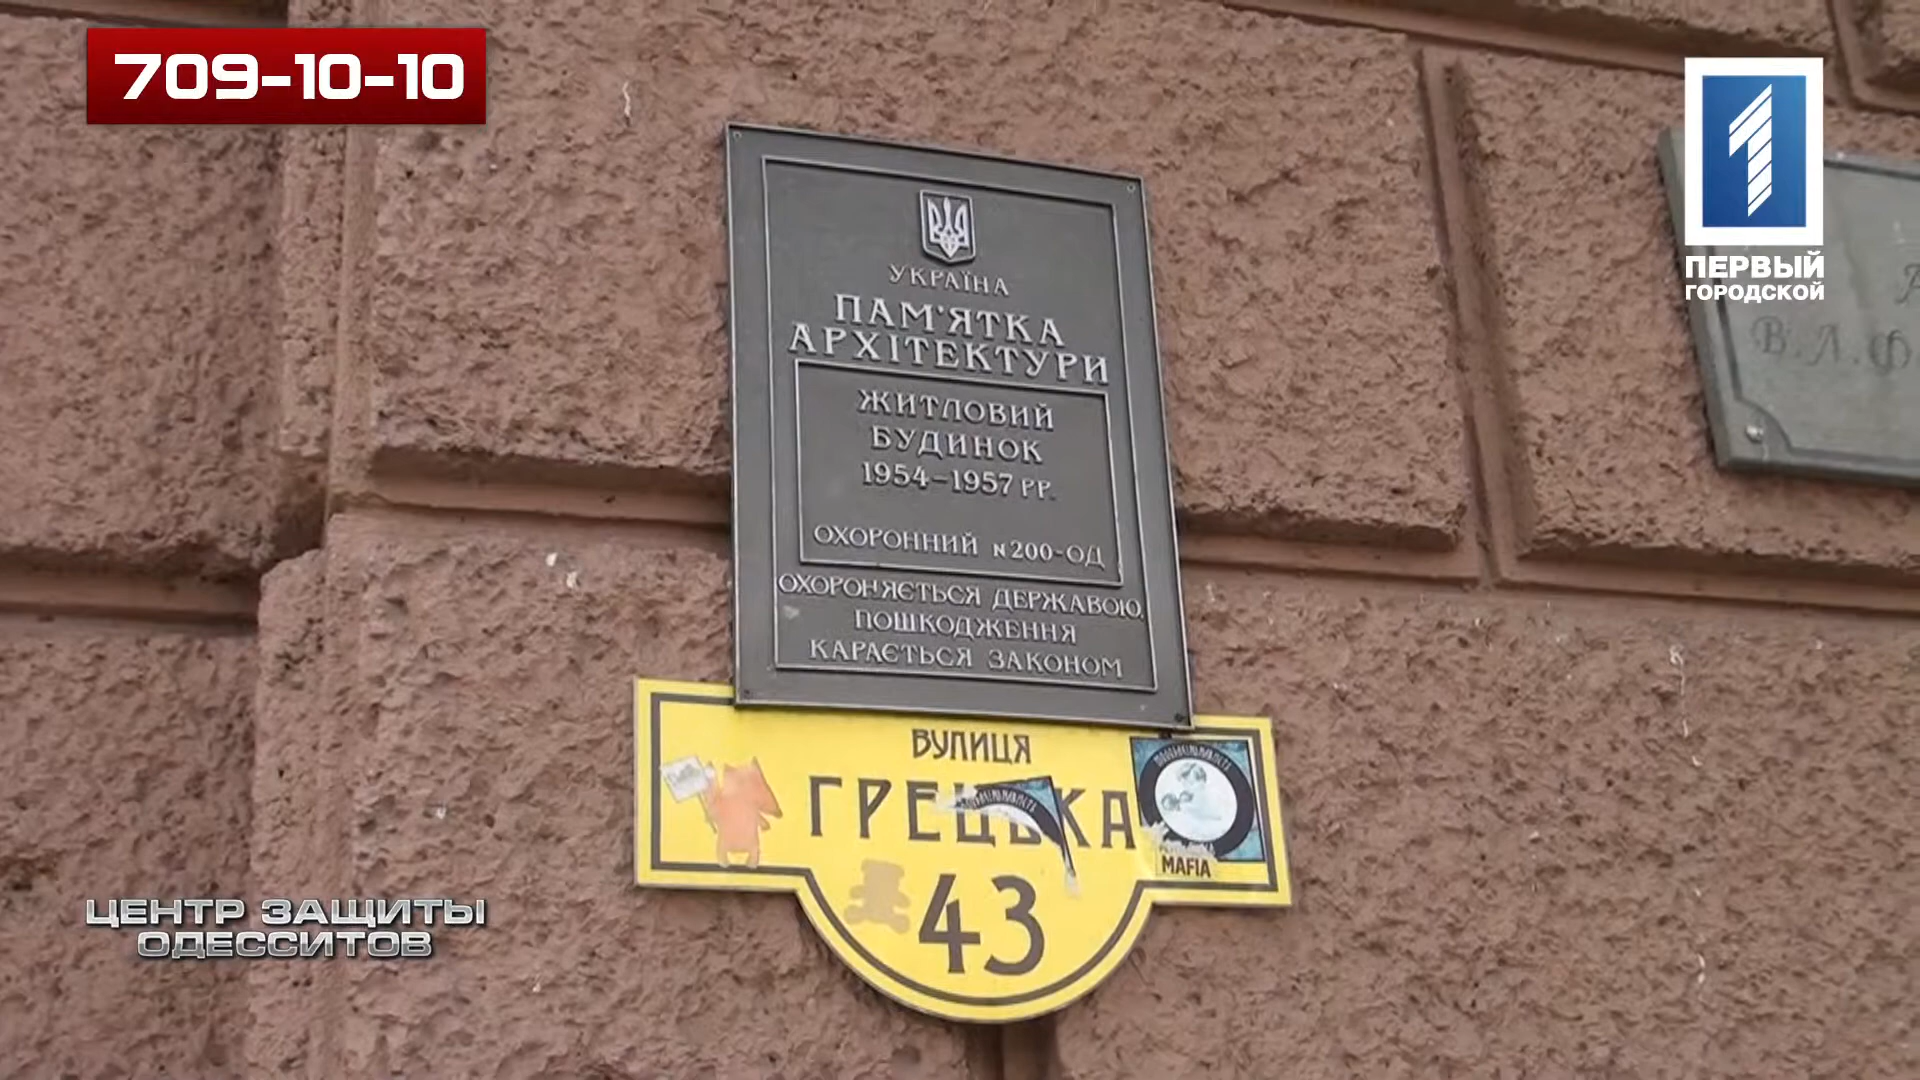 709-10-10
ПЕРВЫЙ
ГОРОДСКОЙ
УКРАЇНА
ПАМ'ЯТКА
АРХІТЕКТУРИ
ЖИТЛОВИЙ
БУДИНОК
1954-1957 РР.
ОХОРОННИЙ N 200-ОД
ОХОРОНЯЄТЬСЯ ДЕРЖАВОЮ,
ПОШКОДЖЕННЯ
КАРАЄТЬСЯ ЗАКОНОМ
В.Л.Ф
ВУЛИЦЯ
ГРЕЦЬКА
43
MAFIA
ЦЕНТР ЗАЩИТЫ
ОДЕССИТОВ